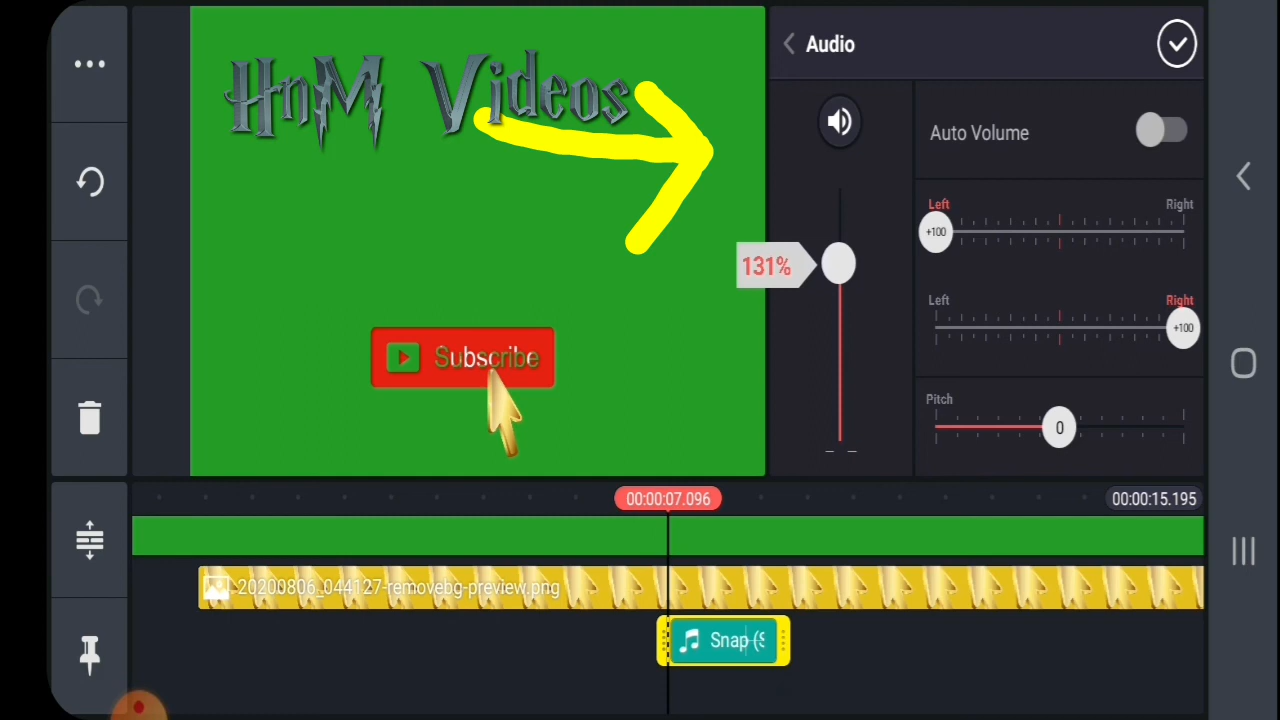 HnM Videos
Audio
Auto Volume
Left Right
+100
131%
Left Right
+100
Subscribe
Pitch
0
00:00:07.096
00:00:15.195
20200806_044127-removebg-preview.png
Snap (S